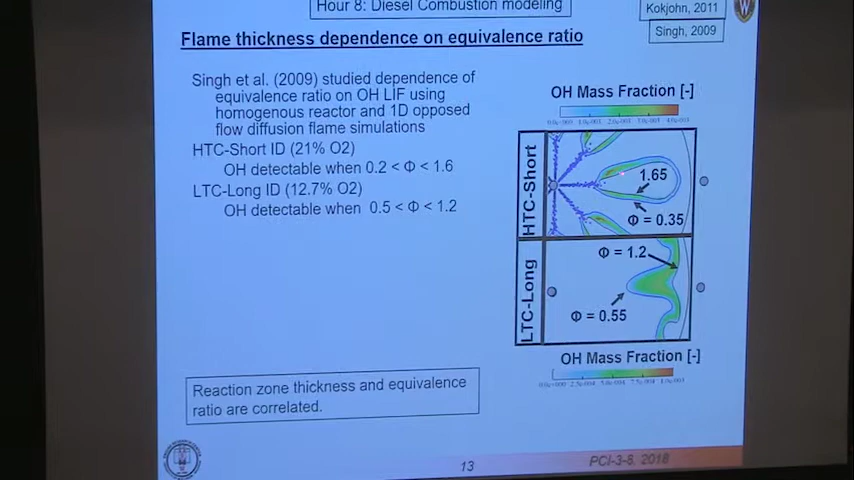 Hour 8: Diesel Combustion modeling
Kokjohn, 2011
Singh, 2009
Flame thickness dependence on equivalence ratio
Singh et al. (2009) studied dependence of
equivalence ratio on OH LIF using
homogenous reactor and 1D opposed
flow diffusion flame simulations
HTC-Short ID (21% O2)
OH detectable when 0.2 < Φ < 1.6
LTC-Long ID (12.7% O2)
OH detectable when 0.5 < Φ < 1.2
OH Mass Fraction [-]
HTC-Short
1.65
Φ = 0.35
LTC-Long
Φ = 1.2
Φ = 0.55
OH Mass Fraction [-]
Reaction zone thickness and equivalence
ratio are correlated.
13
PCI-3-8, 2018